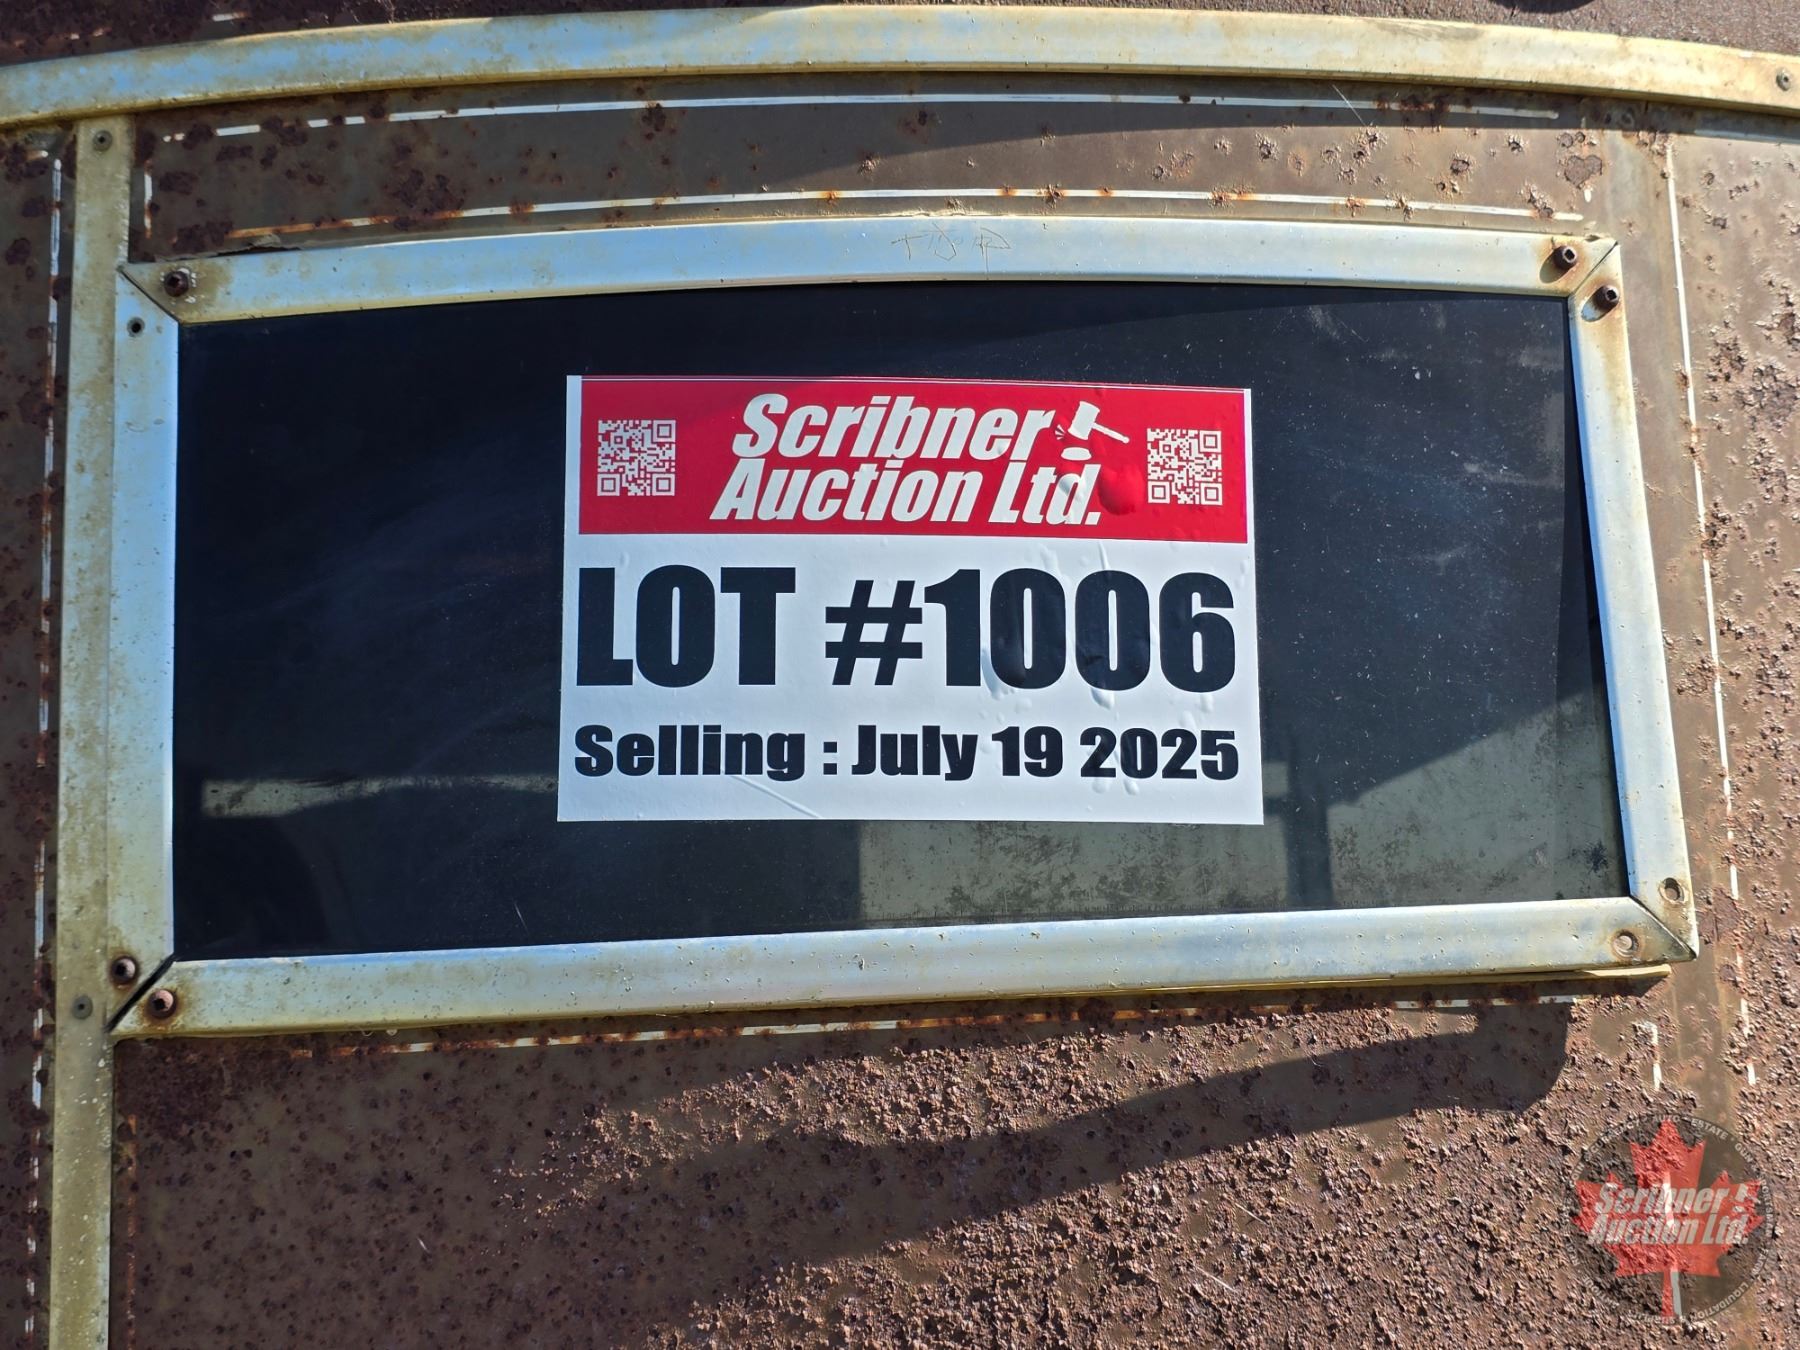 Scribner
Auction Ltd.
LOT #1006
Selling : July 19 2025
Scribner
Auction Ltd.